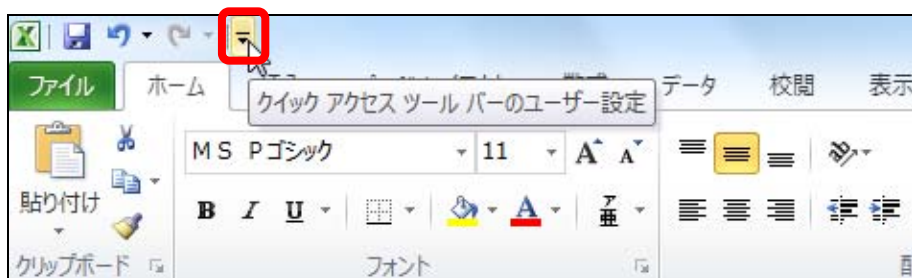 ファイル ホーム データ 校閲 表示
クイック アクセス ツール バーのユーザー設定
ＭＳ Ｐゴシック 11 A A
貼り付け B I U A ア亜
クリップボード フォント